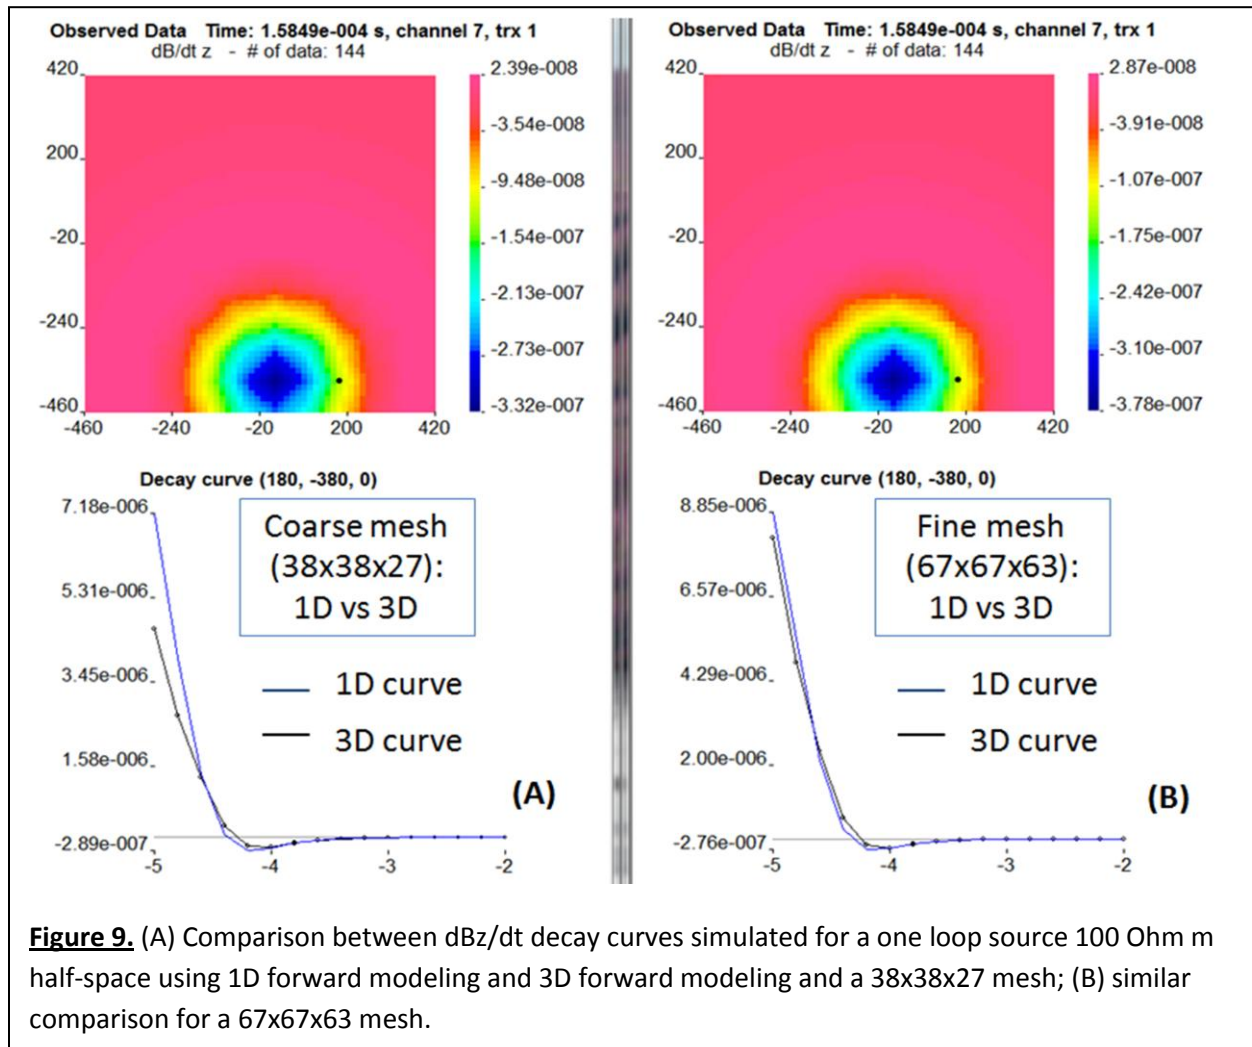 Observed Data Time: 1.5849e-004 s, channel 7, trx 1
dB/dt z - # of data: 144
420
200
-20
-240
-460
-460 -240 -20 200 420
2.39e-008
-3.54e-008
-9.48e-008
-1.54e-007
-2.13e-007
-2.73e-007
-3.32e-007
Decay curve (180, -380, 0)
7.18e-006
5.31e-006
3.45e-006
1.58e-006
-2.89e-007
-5 -4 -3 -2
Coarse mesh
(38x38x27):
1D vs 3D
1D curve
3D curve
(A)
Observed Data Time: 1.5849e-004 s, channel 7, trx 1
dB/dt z - # of data: 144
420
200
-20
-240
-460
-460 -240 -20 200 420
2.87e-008
-3.91e-008
-1.07e-007
-1.75e-007
-2.42e-007
-3.10e-007
-3.78e-007
Decay curve (180, -380, 0)
8.85e-006
6.57e-006
4.29e-006
2.00e-006
-2.76e-007
-5 -4 -3 -2
Fine mesh
(67x67x63):
1D vs 3D
1D curve
3D curve
(B)
Figure 9. (A) Comparison between dBz/dt decay curves simulated for a one loop source 100 Ohm m
half-space using 1D forward modeling and 3D forward modeling and a 38x38x27 mesh; (B) similar
comparison for a 67x67x63 mesh.